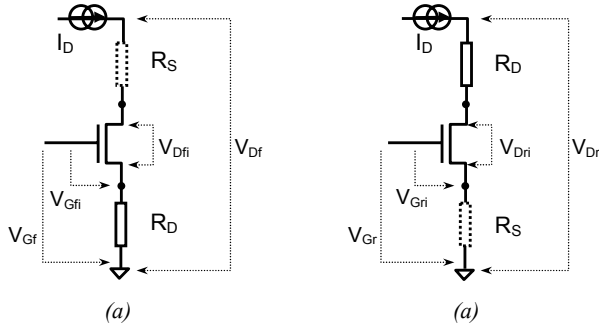 I_D
R_S
V_Dfi
V_Df
V_Gfi
V_Gf
R_D
(a)
I_D
R_D
V_Dri
V_Dr
V_Gri
V_Gr
R_S
(a)